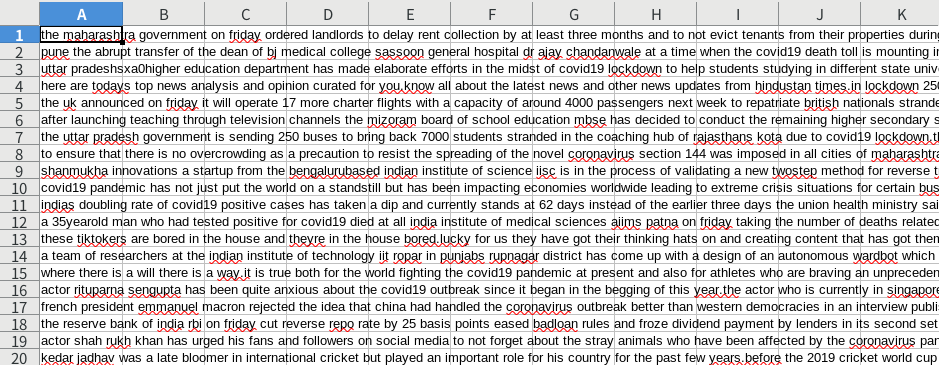 A B C D E F G H I J K
1 the maharashtra government on friday ordered landlords to delay rent collection by at least three months and to not evict tenants from their properties during
2 pune the abrupt transfer of the dean of bj medical college sassoon general hospital dr ajay chandanwale at a time when the covid19 death toll is mounting in
3 uttar pradeshsxa0higher education department has made elaborate efforts in the midst of covid19 lockdown to help students studying in different state univ
4 here are todays top news analysis and opinion curated for you.know all about the latest news and other news updates from hindustan times.in lockdown 250
5 the uk announced on friday it will operate 17 more charter flights with a capacity of around 4000 passengers next week to repatriate british nationals strande
6 after launching teaching through television channels the mizoram board of school education mbse has decided to conduct the remaining higher secondary s
7 the uttar pradesh government is sending 250 buses to bring back 7000 students stranded in the coaching hub of rajasthans kota due to covid19 lockdown.th
8 to ensure that there is no overcrowding as a precaution to resist the spreading of the novel coronavirus section 144 was imposed in all cities of maharashtra
9 shanmukha innovations a startup from the bengalurubased indian institute of science iisc is in the process of validating a new twostep method for reverse t
10 covid19 pandemic has not just put the world on a standstill but has been impacting economies worldwide leading to extreme crisis situations for certain bus
11 indias doubling rate of covid19 positive cases has taken a dip and currently stands at 62 days instead of the earlier three days the union health ministry sai
12 a 35yearold man who had tested positive for covid19 died at all india institute of medical sciences aiims patna on friday taking the number of deaths related
13 these tiktokers are bored in the house and theyre in the house bored.lucky for us they have got their thinking hats on and creating content that has got them
14 a team of researchers at the indian institute of technology iit ropar in punjabs rupnagar district has come up with a design of an autonomous wardbot which
15 where there is a will there is a way.it is true both for the world fighting the covid19 pandemic at present and also for athletes who are braving an unpreceden
16 actor rituparna sengupta has been quite anxious about the covid19 outbreak since it began in the begging of this year.the actor who is currently in singapore
17 french president emmanuel macron rejected the idea that china had handled the coronavirus outbreak better than western democracies in an interview publi
18 the reserve bank of india rbi on friday cut reverse repo rate by 25 basis points eased badloan rules and froze dividend payment by lenders in its second set
19 actor shah rukh khan has urged his fans and followers on social media to not forget about the stray animals who have been affected by the coronavirus pan
20 kedar jadhav was a late bloomer in international cricket but played an important role for his country for the past few years.before the 2019 cricket world cup